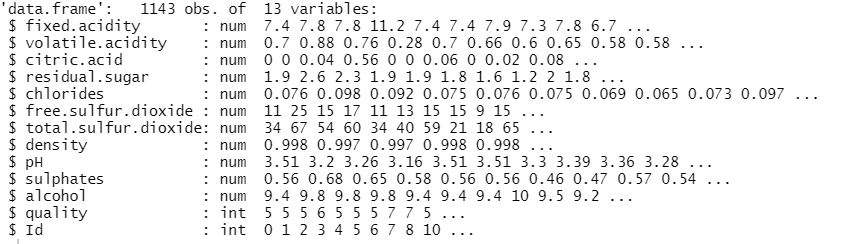 'data.frame':   1143 obs. of  13 variables:
 $ fixed.acidity       : num  7.4 7.8 7.8 11.2 7.4 7.4 7.9 7.3 7.8 6.7 ...
 $ volatile.acidity    : num  0.7 0.88 0.76 0.28 0.7 0.66 0.6 0.65 0.58 0.58 ...
 $ citric.acid         : num  0 0 0.04 0.56 0 0 0.06 0 0.02 0.08 ...
 $ residual.sugar      : num  1.9 2.6 2.3 1.9 1.9 1.8 1.6 1.2 2 1.8 ...
 $ chlorides           : num  0.076 0.098 0.092 0.075 0.076 0.075 0.069 0.065 0.073 0.097 ...
 $ free.sulfur.dioxide : num  11 25 15 17 11 13 15 15 9 15 ...
 $ total.sulfur.dioxide: num  34 67 54 60 34 40 59 21 18 65 ...
 $ density             : num  0.998 0.997 0.997 0.998 0.998 ...
 $ pH                  : num  3.51 3.2 3.26 3.16 3.51 3.51 3.3 3.39 3.36 3.28 ...
 $ sulphates           : num  0.56 0.68 0.65 0.58 0.56 0.56 0.46 0.47 0.57 0.54 ...
 $ alcohol             : num  9.4 9.8 9.8 9.8 9.4 9.4 9.4 10 9.5 9.2 ...
 $ quality             : int  5 5 5 6 5 5 5 7 7 5 ...
 $ Id                  : int  0 1 2 3 4 5 6 7 8 10 ...